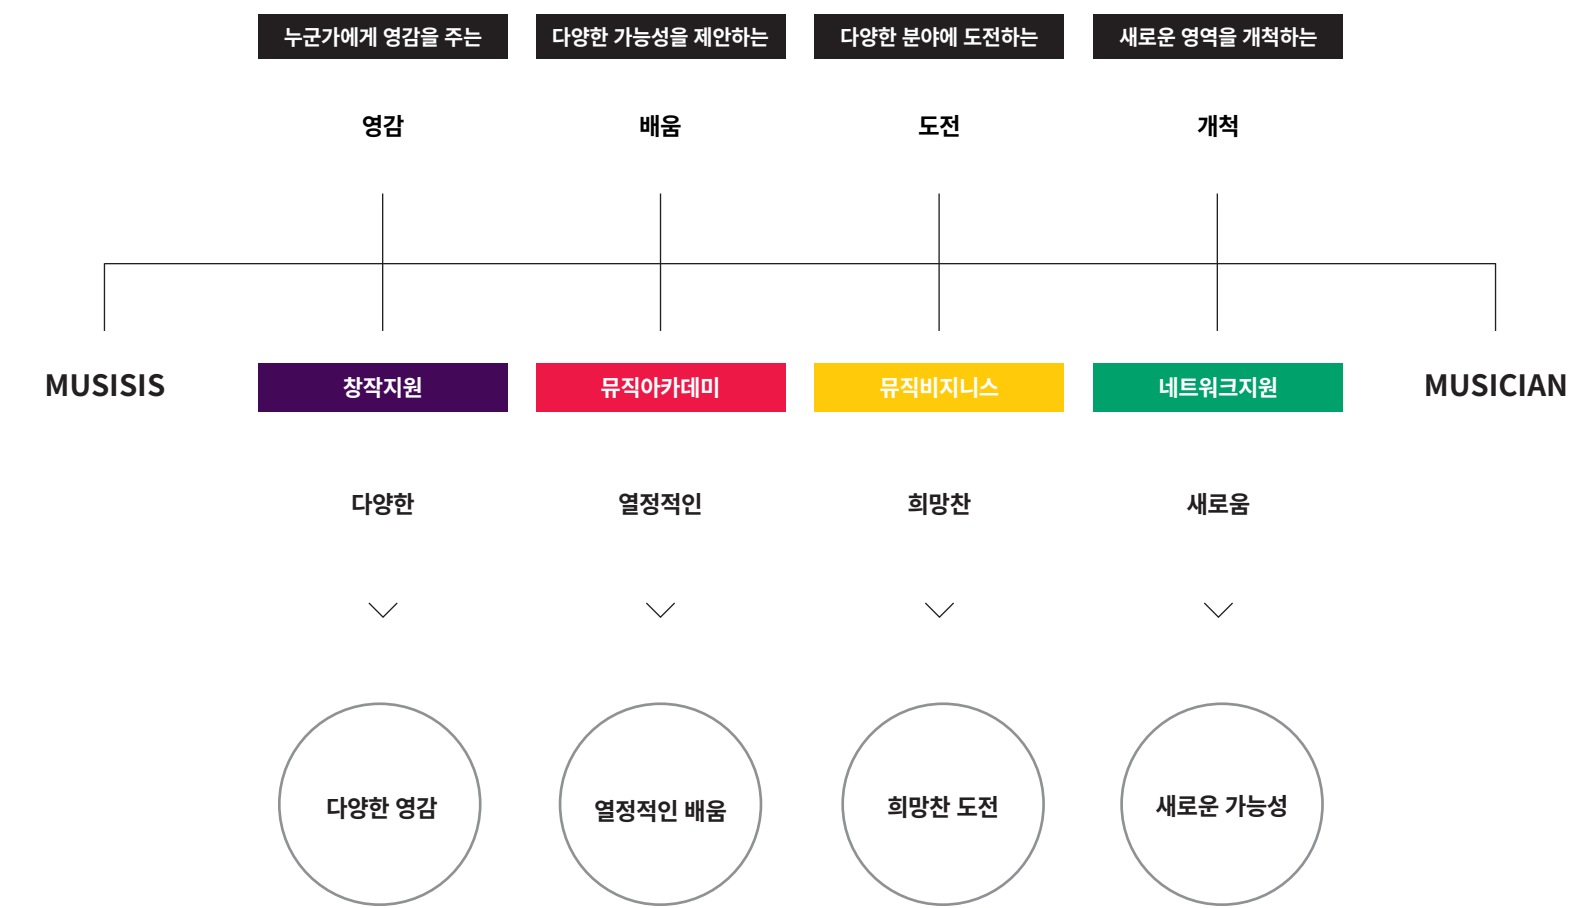 누군가에게 영감을 주는
다양한 가능성을 제안하는
다양한 분야에 도전하는
새로운 영역을 개척하는
영감
배움
도전
개척
MUSISIS
창작지원
뮤직아카데미
뮤직비지니스
네트워크지원
MUSICIAN
다양한
열정적인
희망찬
새로움
다양한 영감
열정적인 배움
희망찬 도전
새로운 가능성